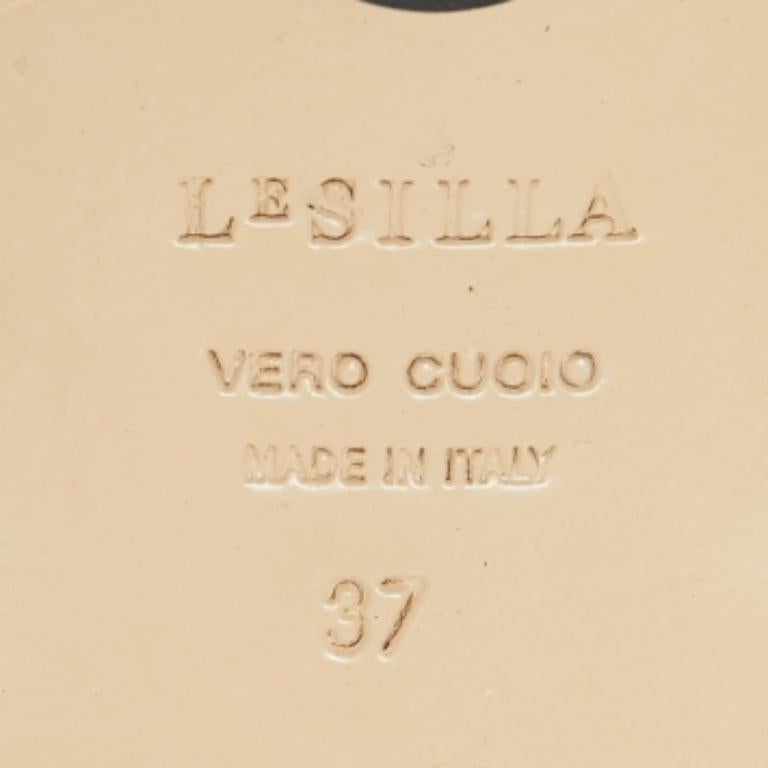 LESILLA
VERO CUOIO
MADE IN ITALY
37